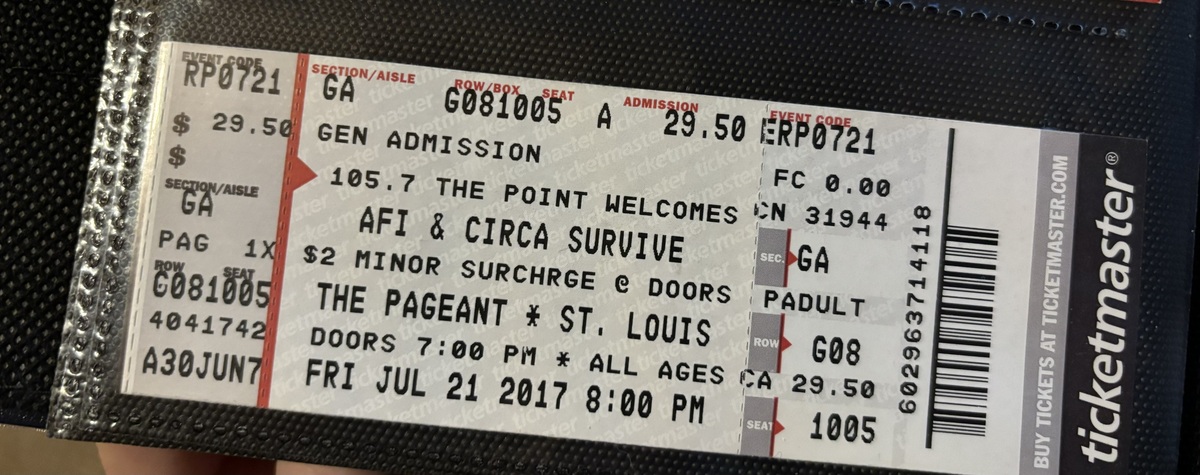 EVENT CODE
RP0721
$ 29.50
$
SECTION/AISLE
GA
PAG 1X
ROW SEAT
G081005
4041742
A30JUN7
SECTION/AISLE ROW/BOX SEAT ADMISSION
GA G081005 A 29.50
GEN ADMISSION
105.7 THE POINT WELCOMES
AFI & CIRCA SURVIVE
$2 MINOR SURCHRGE @ DOORS
THE PAGEANT * ST. LOUIS
DOORS 7:00 PM * ALL AGES
FRI JUL 21 2017 8:00 PM
EVENT CODE
ERP0721
FC 0.00
CN 31944
SEC. GA
PADULT
ROW G08
CA 29.50
SEAT 1005
602963714118
BUY TICKETS AT TICKETMASTER.COM
ticketmaster®